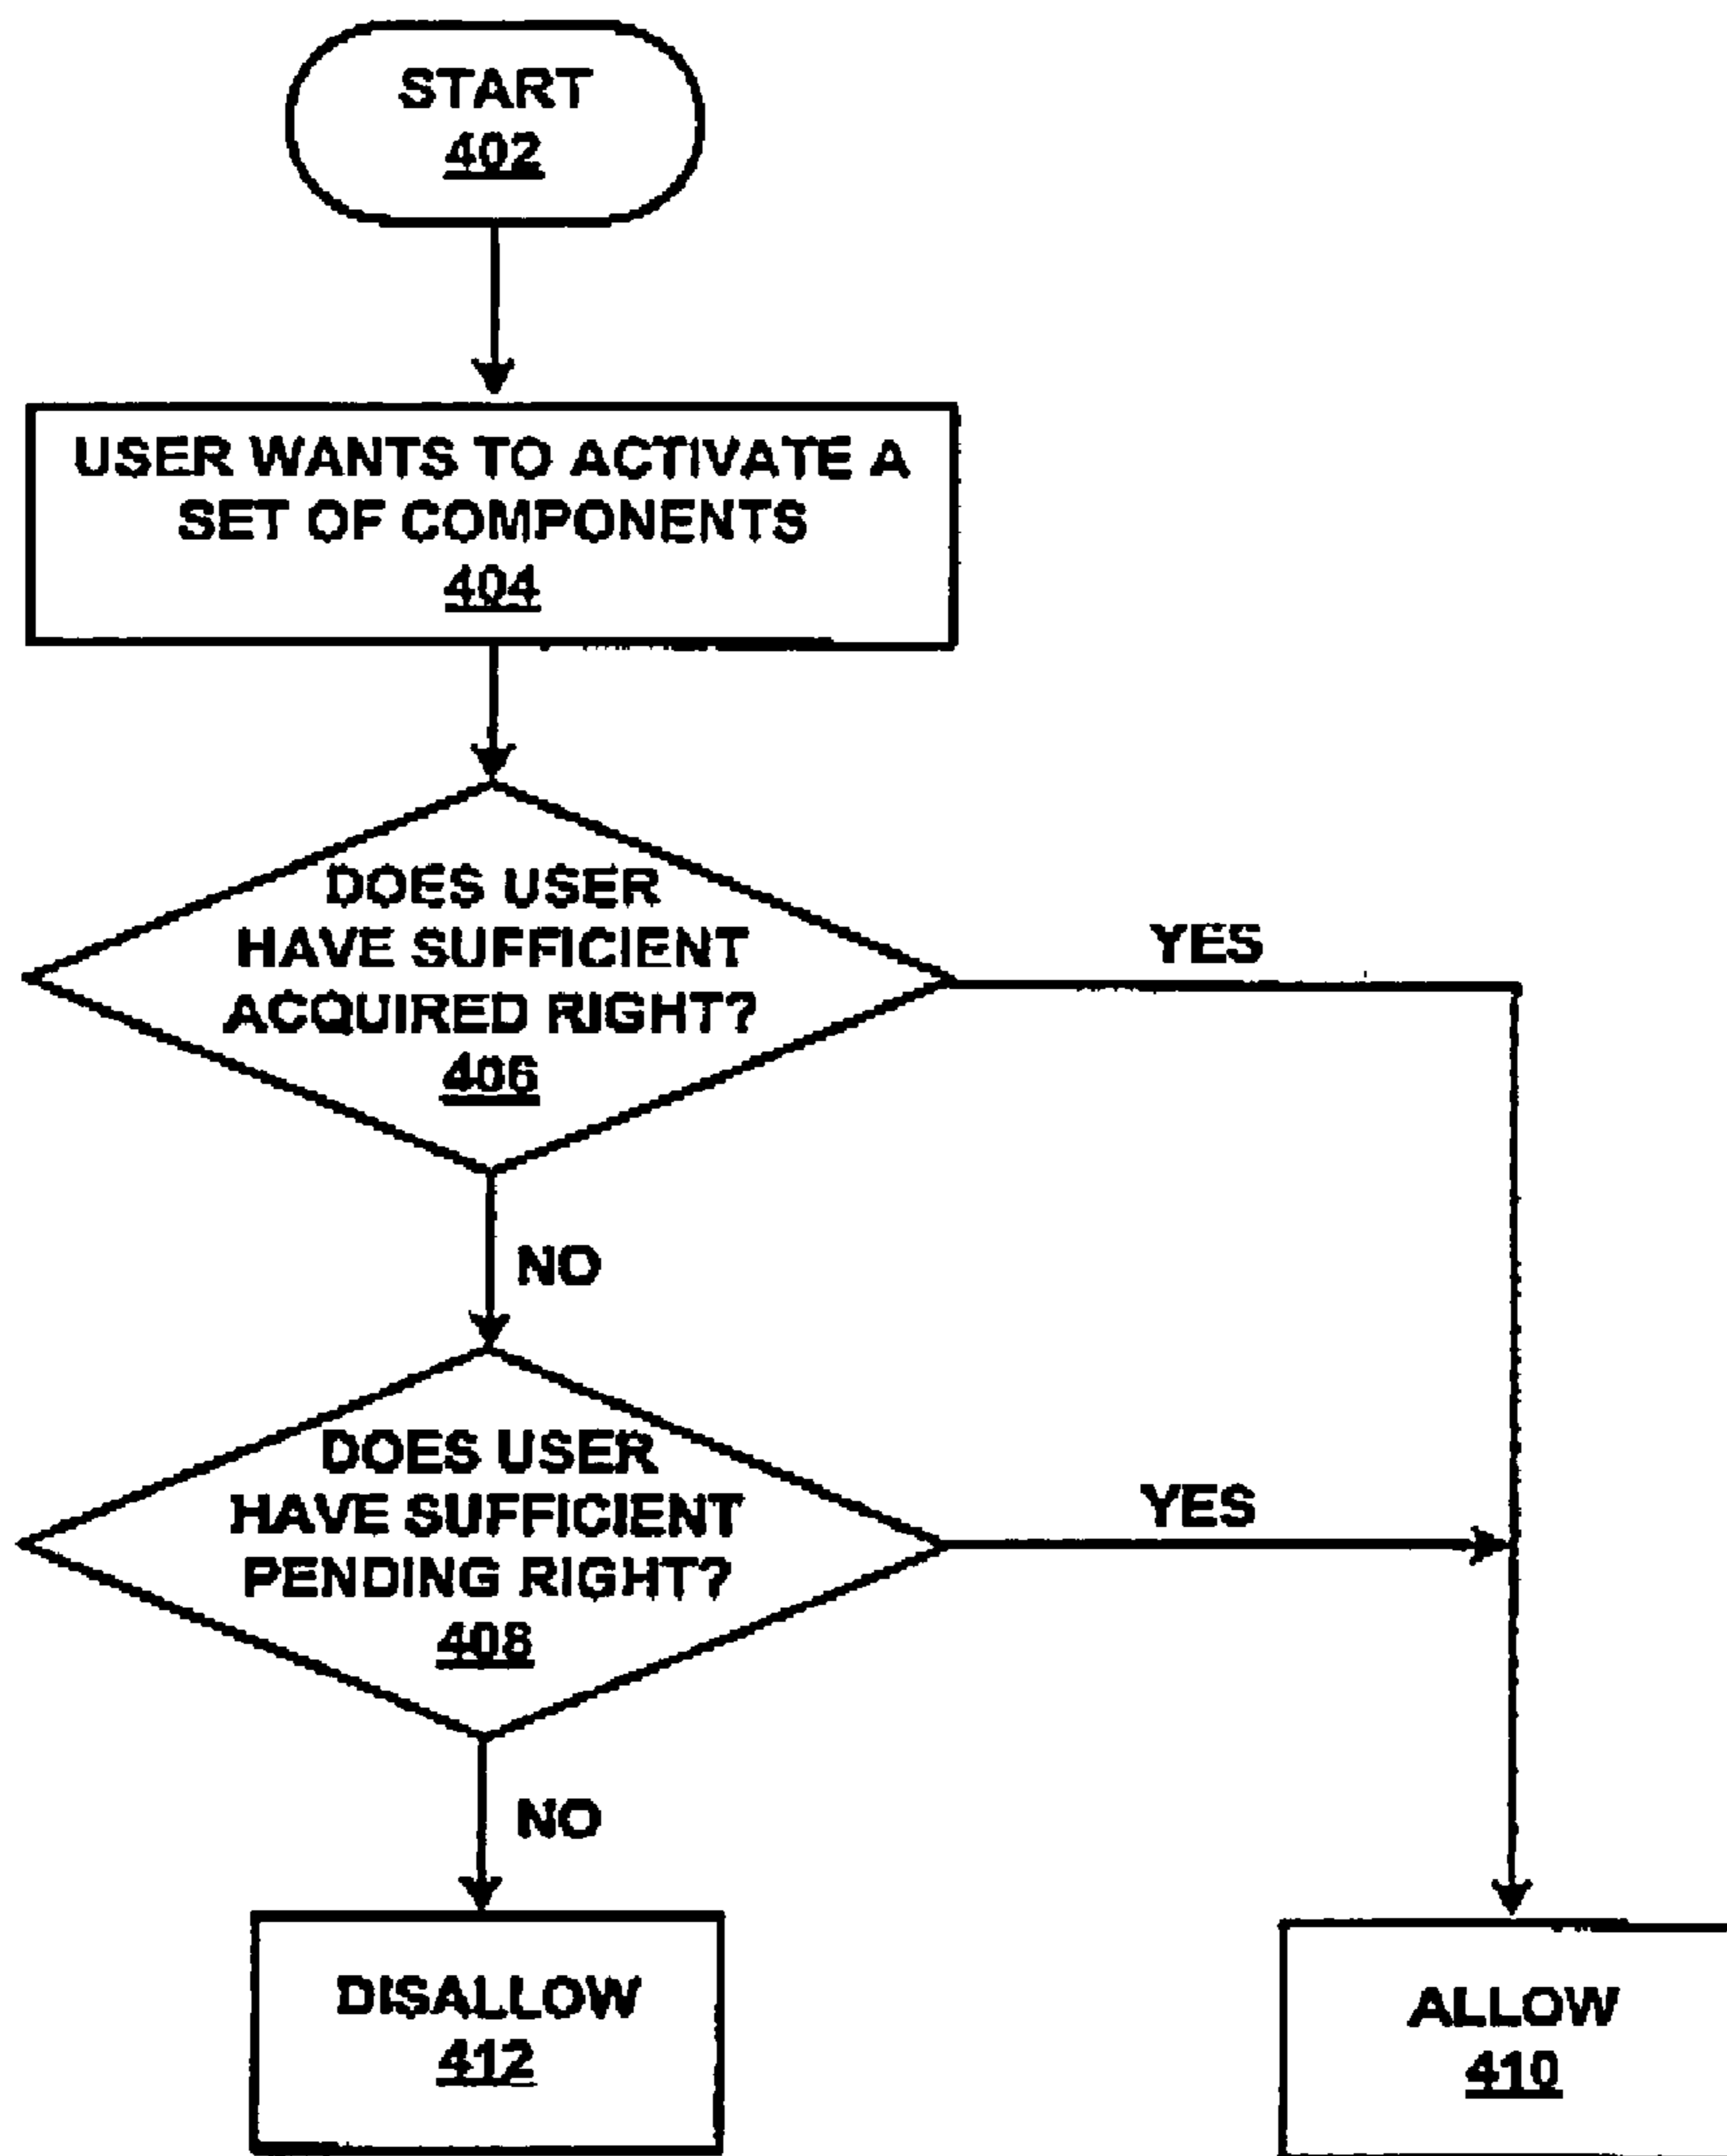 START
402
USER WANTS TO ACTIVATE A
SET OF COMPONENTS
404
DOES USER
HAVE SUFFICIENT
ACQUIRED RIGHT?
406
YES
NO
DOES USER
HAVE SUFFICIENT
PENDING RIGHT?
408
YES
NO
DISALLOW
412
ALLOW
410